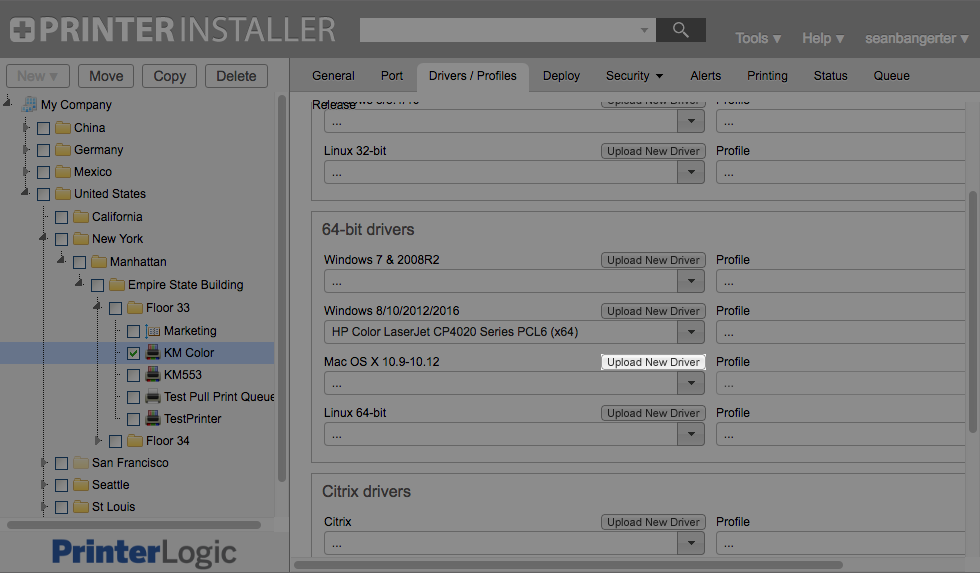 PRINTERINSTALLER
Tools ▾ Help ▾ seanbangerter ▾
New ▾ Move Copy Delete
General Port Drivers / Profiles Deploy Security ▾ Alerts Printing Status Queue
My Company
China
Germany
Mexico
United States
California
New York
Manhattan
Empire State Building
Floor 33
Marketing
KM Color
KM553
Test Pull Print Queue
TestPrinter
Floor 34
San Francisco
Seattle
St Louis
PrinterLogic
Release Upload New Driver Profile
... ...
Linux 32-bit Upload New Driver Profile
... ...
64-bit drivers
Windows 7 & 2008R2 Upload New Driver Profile
... ...
Windows 8/10/2012/2016 Upload New Driver Profile
HP Color LaserJet CP4020 Series PCL6 (x64) ...
Mac OS X 10.9-10.12 Upload New Driver Profile
... ...
Linux 64-bit Upload New Driver Profile
... ...
Citrix drivers
Citrix Upload New Driver Profile
... ...